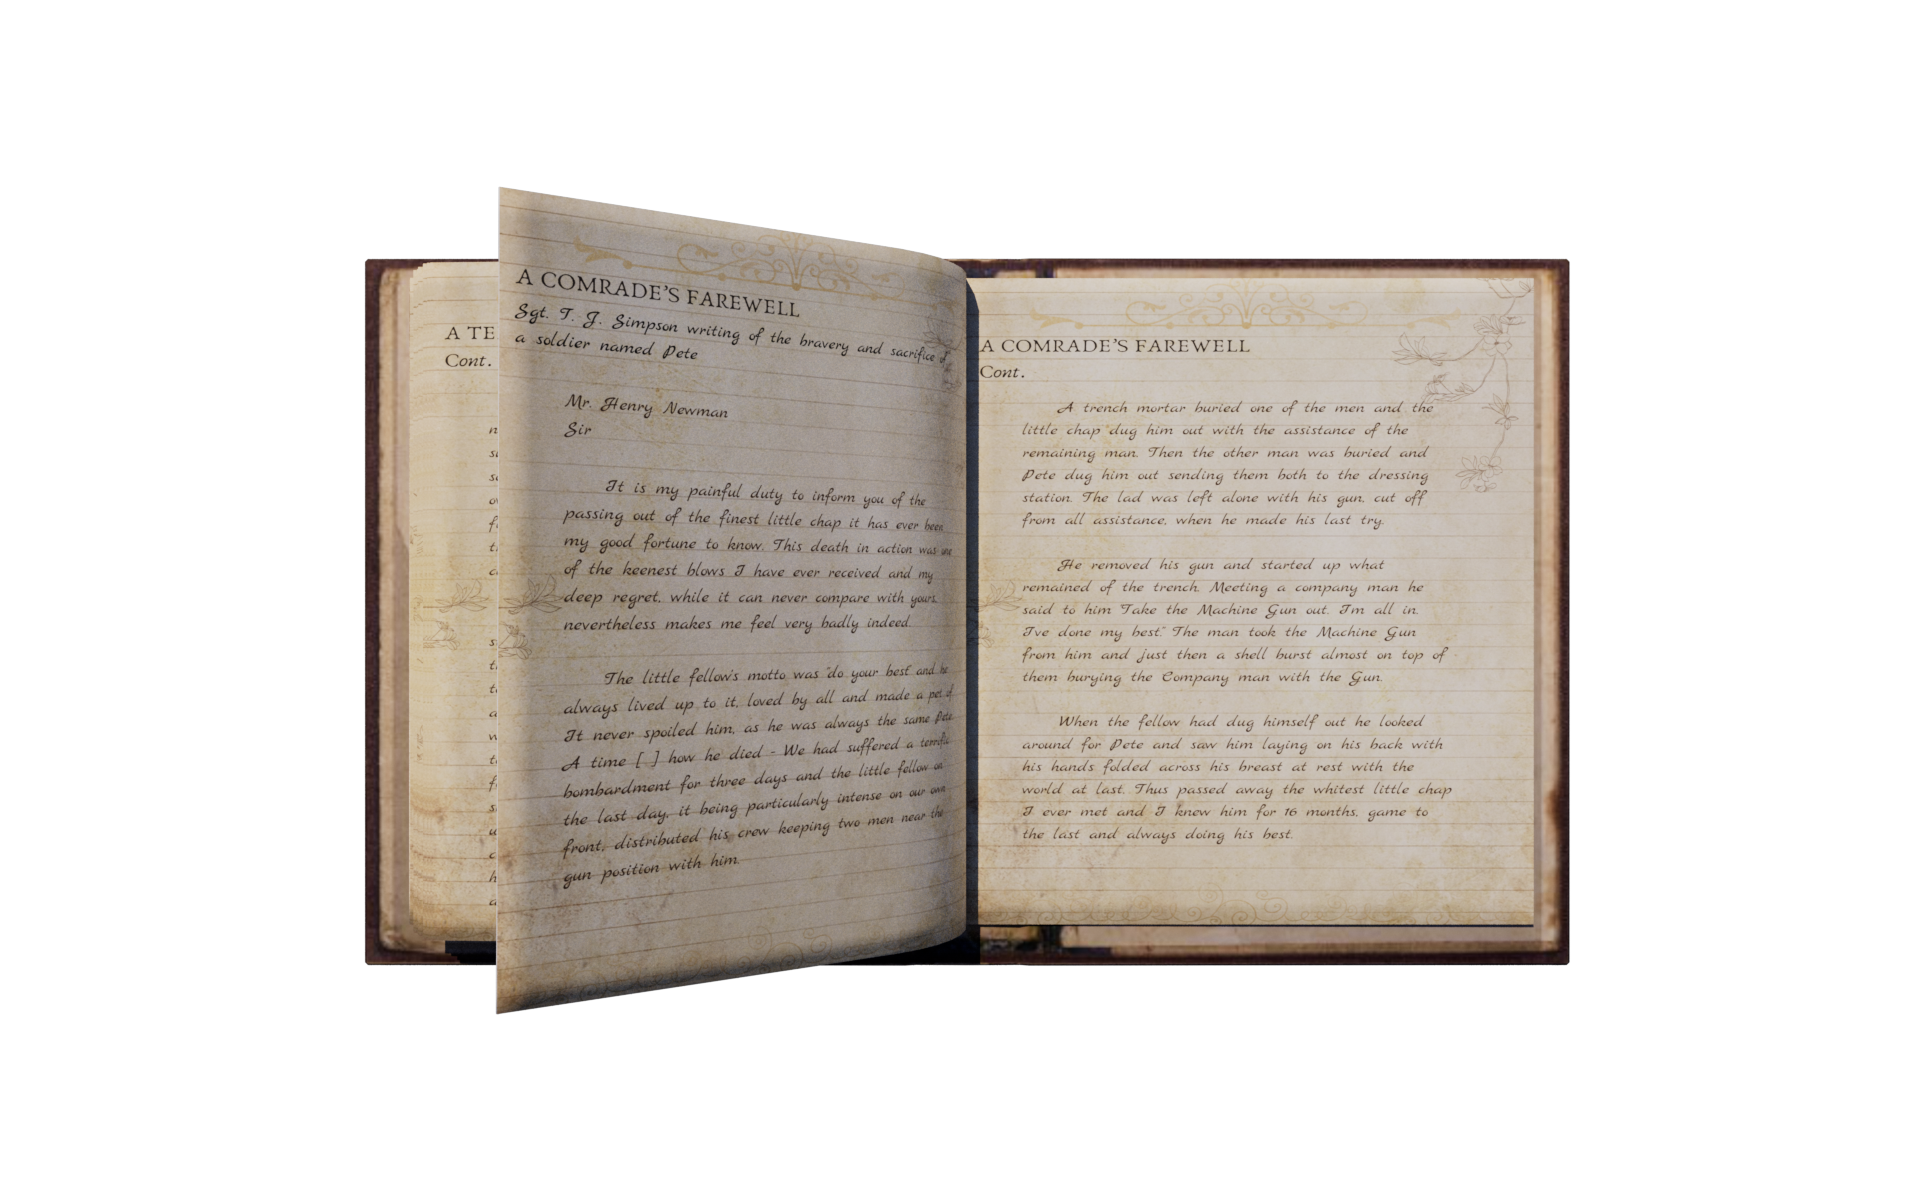 A TE
Cont.
A COMRADE'S FAREWELL
Sgt. T. J. Simpson writing of the bravery and sacrifice of
a soldier named Pete
Mr. Henry Newman
Sir
It is my painful duty to inform you of the
passing out of the finest little chap it has ever been
my good fortune to know. This death in action was one
of the keenest blows I have ever received and my
deep regret, while it can never compare with yours,
nevertheless makes me feel very badly indeed.
The little fellow's motto was "do your best" and he
always lived up to it, loved by all and made a pet of
It never spoiled him, as he was always the same Pete
A time [ ] how he died - We had suffered a terrific
bombardment for three days and the little fellow on
the last day, it being particularly intense on our own
front, distributed his crew keeping two men near the
gun position with him.
A COMRADE'S FAREWELL
Cont.
A trench mortar buried one of the men and the
little chap dug him out with the assistance of the
remaining man. Then the other man was buried and
Pete dug him out sending them both to the dressing
station. The lad was left alone with his gun, cut off
from all assistance, when he made his last try.
He removed his gun and started up what
remained of the trench. Meeting a company man he
said to him Take the Machine Gun out. I'm all in.
I've done my best." The man took the Machine Gun
from him and just then a shell burst almost on top of
them burying the Company man with the Gun.
When the fellow had dug himself out he looked
around for Pete and saw him laying on his back with
his hands folded across his breast at rest with the
world at last. Thus passed away the whitest little chap
I ever met and I knew him for 16 months, game to
the last and always doing his best.